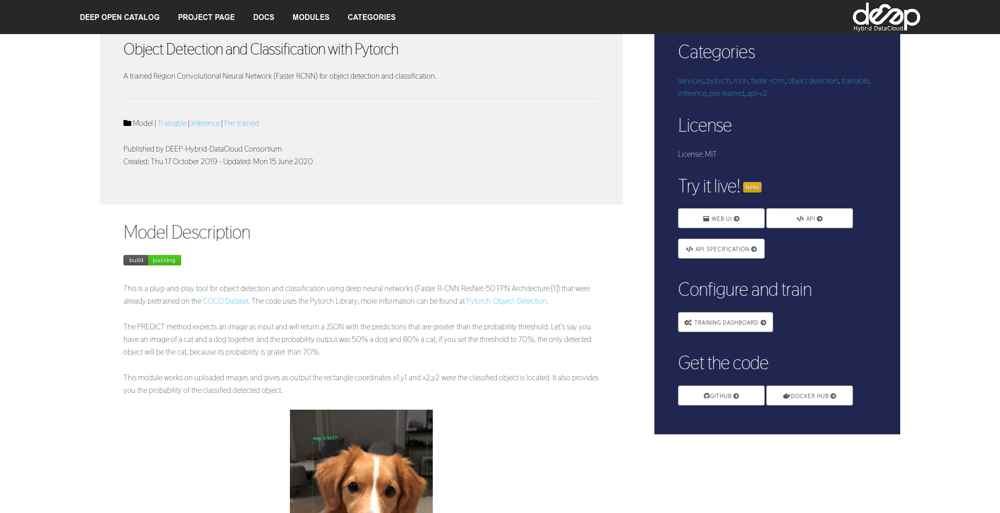 DEEP OPEN CATALOG PROJECT PAGE DOCS MODULES CATEGORIES
deep
Hybrid DataCloud
Object Detection and Classification with Pytorch
A trained Region Convolutional Neural Network (Faster RCNN) for object detection and classification.
Model | Trainable | Inference | Pre-trained
Published by DEEP-Hybrid-DataCloud Consortium
Created: Thu 17 October 2019 - Updated: Mon 15 June 2020
Model Description
build passing
This is a plug-and-play tool for object detection and classification using deep neural networks (Faster R-CNN ResNet-50 FPN Architecture [1]) that were
already pretrained on the COCO Dataset. The code uses the Pytorch Library, more information can be found at Pytorch-Object-Detection.
The PREDICT method expects an image as input and will return a JSON with the predictions that are greater than the probability threshold. Let's say you
have an image of a cat and a dog together and the probability output was 50% a dog and 80% a cat, if you set the threshold to 70%, the only detected
object will be the cat, because its probability is grater than 70%.
This module works on uploaded images and gives as output the rectangle coordinates x1,y1 and x2,y2 were the classified object is located. It also provides
you the probability of the classified detected object.
dog 0.9937
Categories
services, pytorch, rcnn, faster-rcnn, object detection, trainable,
inference, pre-trained, api-v2
License
License: MIT
Try it live! beta
WEB UI API
API SPECIFICATION
Configure and train
TRAINING DASHBOARD
Get the code
GITHUB DOCKER HUB